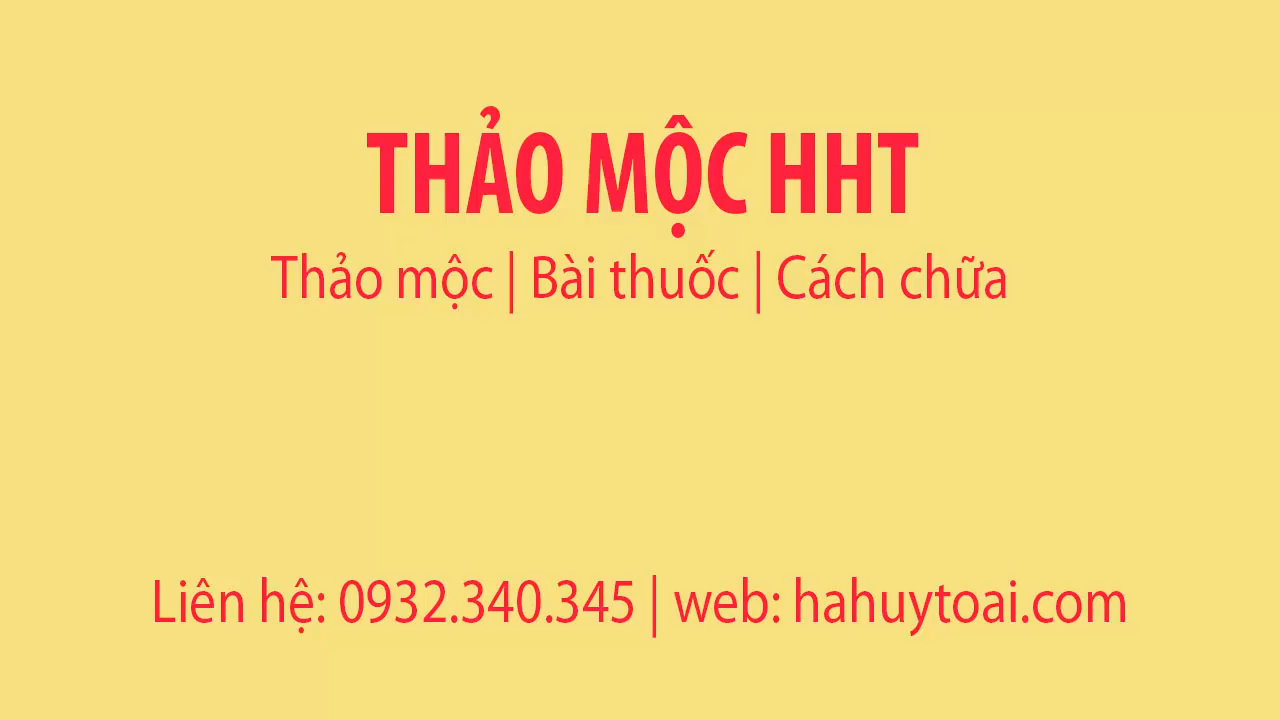 THẢO MỘC HHT
Thảo mộc | Bài thuốc | Cách chữa
Liên hệ: 0932.340.345 | web: hahuytoai.com